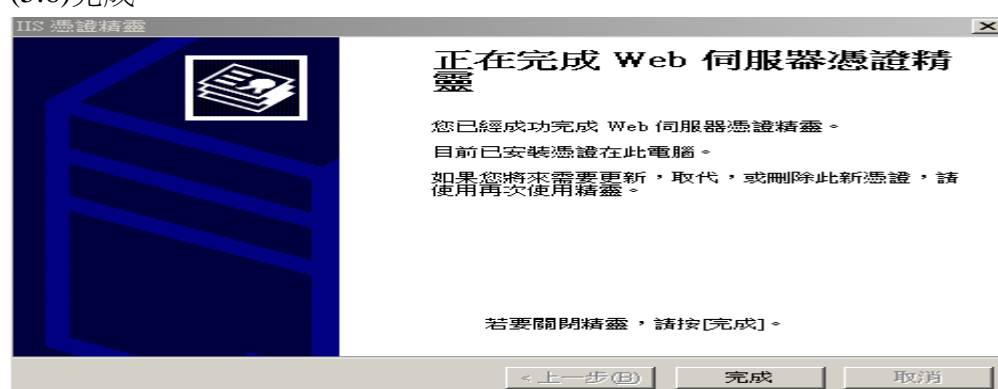 完成
IIS 憑證精靈
正在完成 Web 伺服器憑證精
靈
您已經成功完成 Web 伺服器憑證精靈。
目前已安裝憑證在此電腦。
如果您將來需要更新，取代，或刪除此新憑證，請
使用再次使用精靈。
若要關閉精靈，請按[完成]。
< 上一步(B)
完成
取消